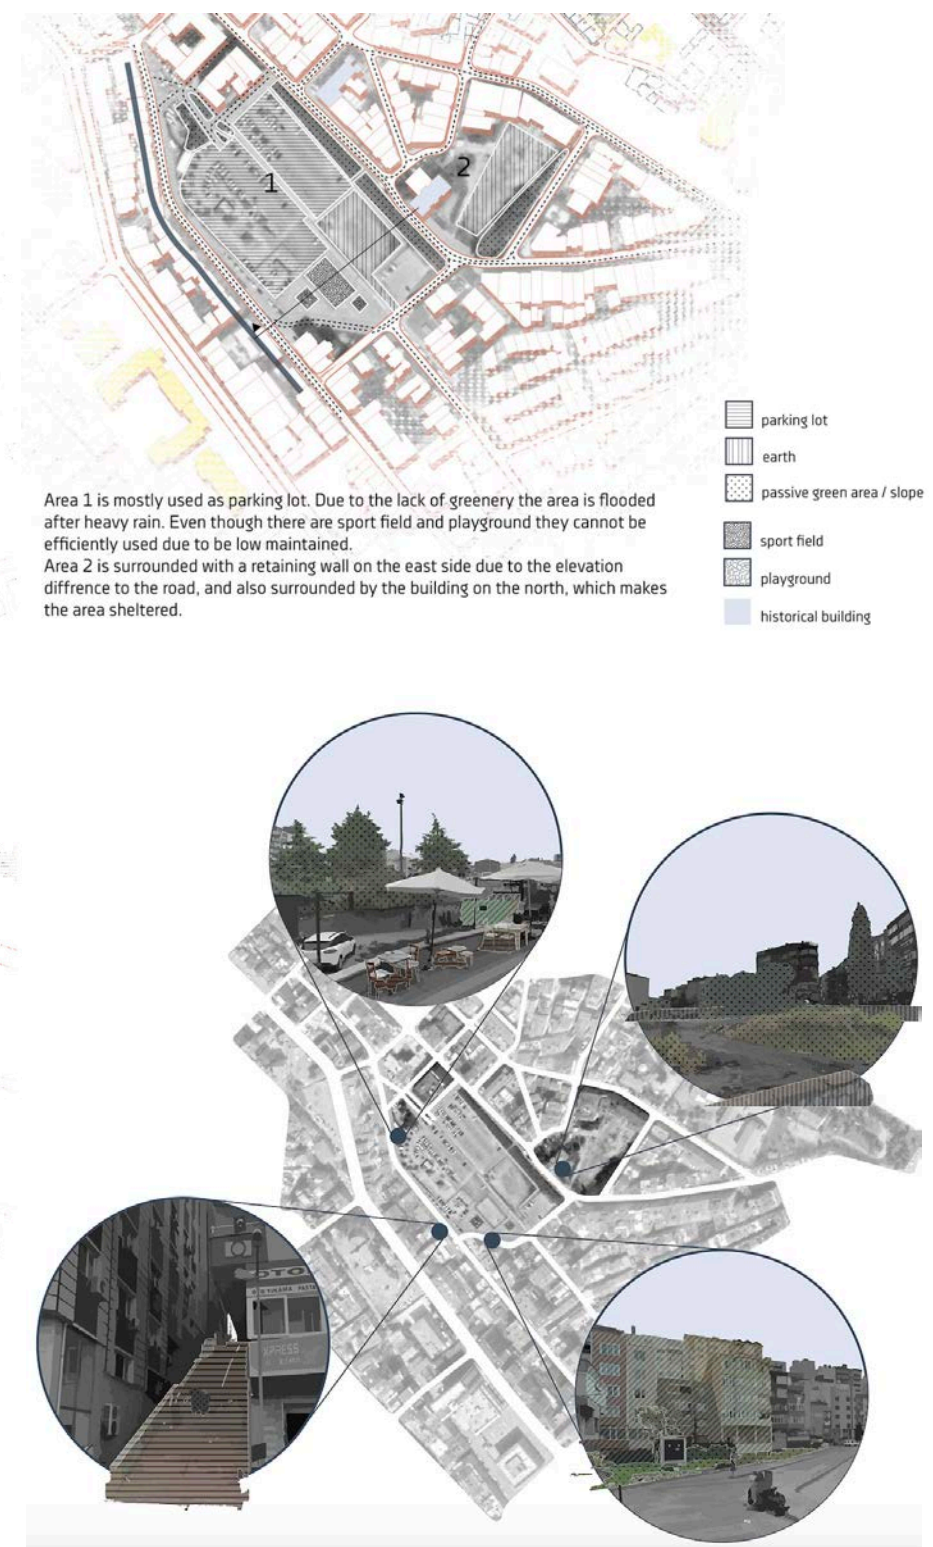 1
2
parking lot
earth
passive green area / slope
sport field
playground
historical building
Area 1 is mostly used as parking lot. Due to the lack of greenery the area is flooded
after heavy rain. Even though there are sport field and playground they cannot be
efficiently used due to be low maintained.
Area 2 is surrounded with a retaining wall on the east side due to the elevation
diffrence to the road, and also surrounded by the building on the north, which makes
the area sheltered.
OTO
XPRESS